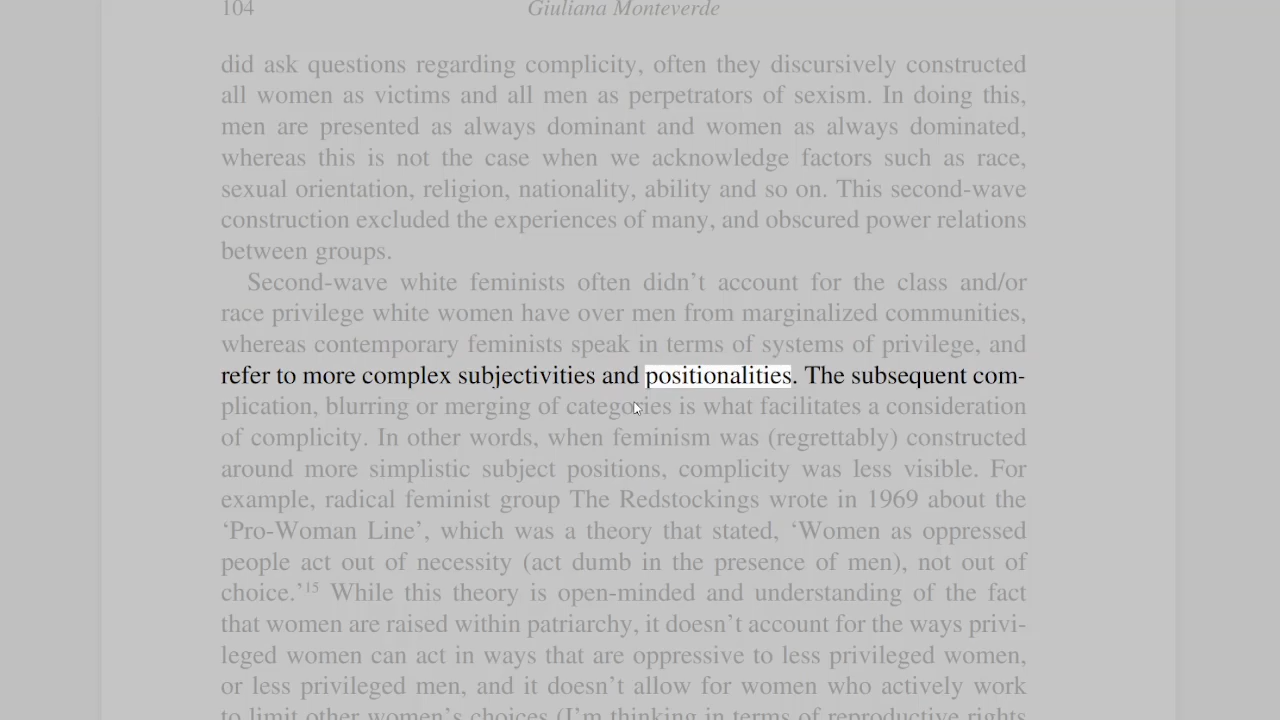 104
Giuliana Monteverde
did ask questions regarding complicity, often they discursively constructed
all women as victims and all men as perpetrators of sexism. In doing this,
men are presented as always dominant and women as always dominated,
whereas this is not the case when we acknowledge factors such as race,
sexual orientation, religion, nationality, ability and so on. This second-wave
construction excluded the experiences of many, and obscured power relations
between groups.
Second-wave white feminists often didn’t account for the class and/or
race privilege white women have over men from marginalized communities,
whereas contemporary feminists speak in terms of systems of privilege, and
refer to more complex subjectivities and positionalities. The subsequent com-
plication, blurring or merging of categories is what facilitates a consideration
of complicity. In other words, when feminism was (regrettably) constructed
around more simplistic subject positions, complicity was less visible. For
example, radical feminist group The Redstockings wrote in 1969 about the
‘Pro-Woman Line’, which was a theory that stated, ‘Women as oppressed
people act out of necessity (act dumb in the presence of men), not out of
choice.’15 While this theory is open-minded and understanding of the fact
that women are raised within patriarchy, it doesn’t account for the ways privi-
leged women can act in ways that are oppressive to less privileged women,
or less privileged men, and it doesn’t allow for women who actively work
to limit other women’s choices (I’m thinking in terms of reproductive rights